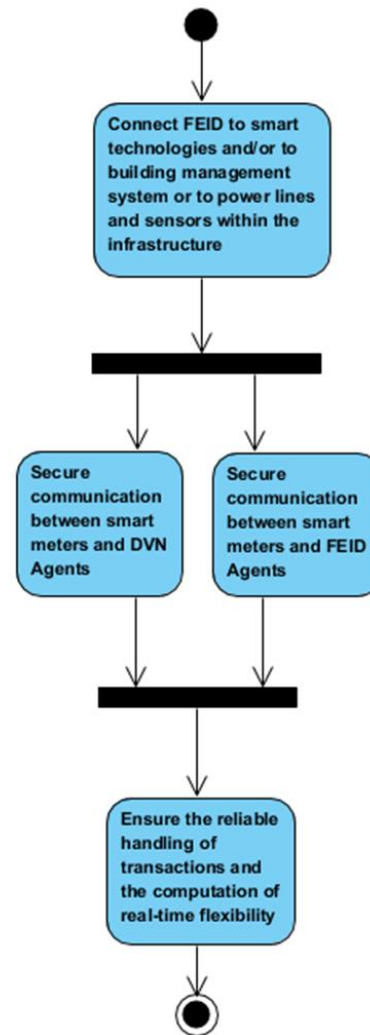 Connect FEID to smart
technologies and/or to
building management
system or to power lines
and sensors within the
infrastructure
Secure
communication
between smart
meters and DVN
Agents
Secure
communication
between smart
meters and FEID
Agents
Ensure the reliable
handling of
transactions and
the computation of
real-time flexibility